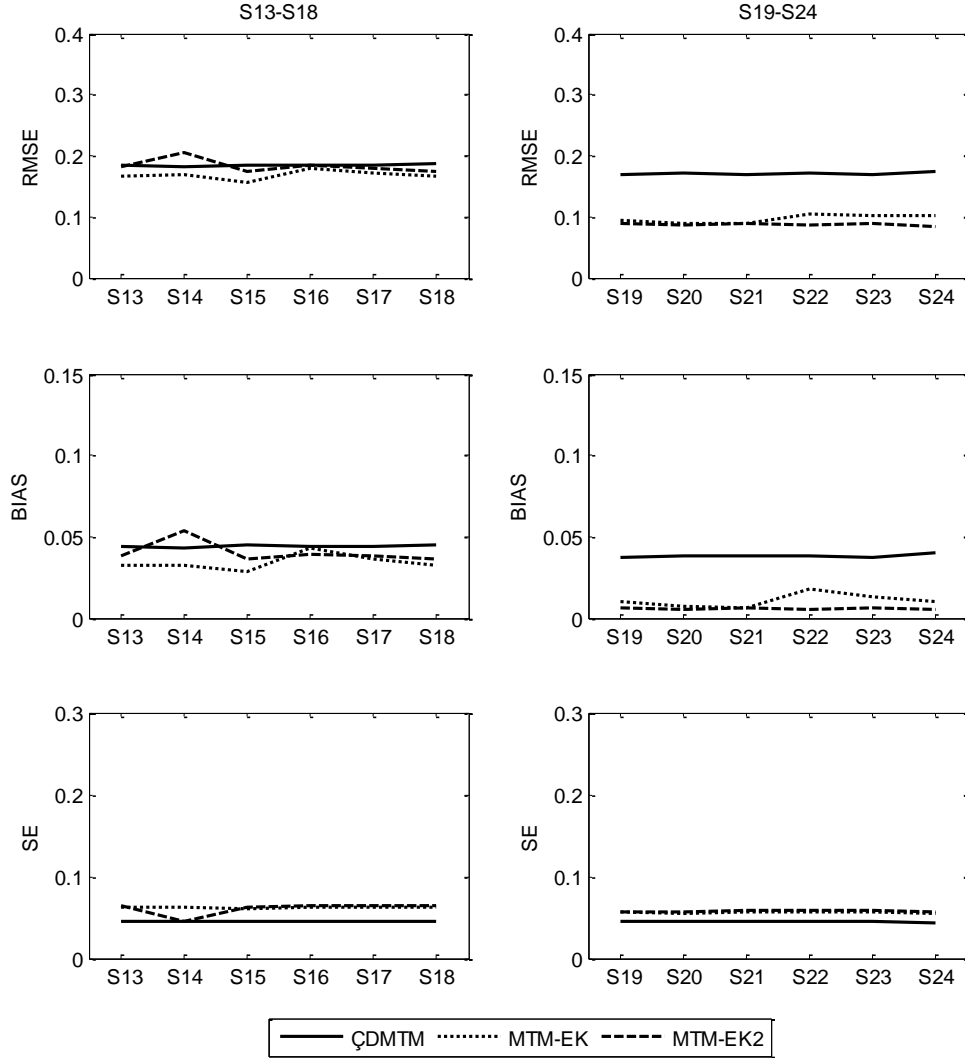 S13-S18
S19-S24
0.4
0.3
0.2
0.1
0
RMSE
S13 S14 S15 S16 S17 S18
0.4
0.3
0.2
0.1
0
RMSE
S19 S20 S21 S22 S23 S24
0.15
0.1
0.05
0
BIAS
S13 S14 S15 S16 S17 S18
0.15
0.1
0.05
0
BIAS
S19 S20 S21 S22 S23 S24
0.3
0.2
0.1
0
SE
S13 S14 S15 S16 S17 S18
0.3
0.2
0.1
0
SE
S19 S20 S21 S22 S23 S24
ÇDMTM MTM-EK MTM-EK2